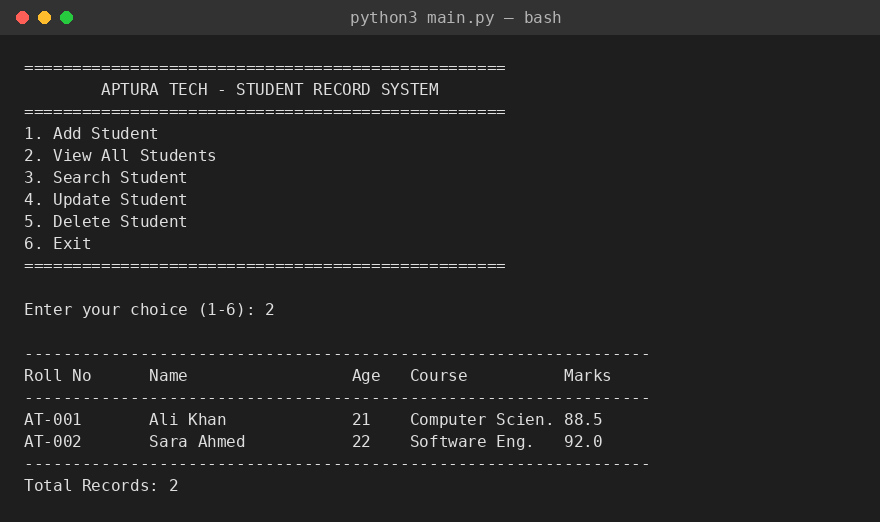 python3 main.py — bash
==================================================
        APTURA TECH - STUDENT RECORD SYSTEM
==================================================
1. Add Student
2. View All Students
3. Search Student
4. Update Student
5. Delete Student
6. Exit
==================================================
Enter your choice (1-6): 2
-----------------------------------------------------------------
Roll No      Name                 Age   Course          Marks
-----------------------------------------------------------------
AT-001       Ali Khan             21    Computer Scien. 88.5
AT-002       Sara Ahmed           22    Software Eng.   92.0
-----------------------------------------------------------------
Total Records: 2